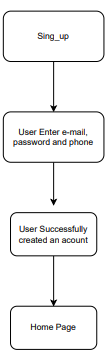 Sing_up
User Enter e-mail,
password and phone
User Successfully
created an acount
Home Page